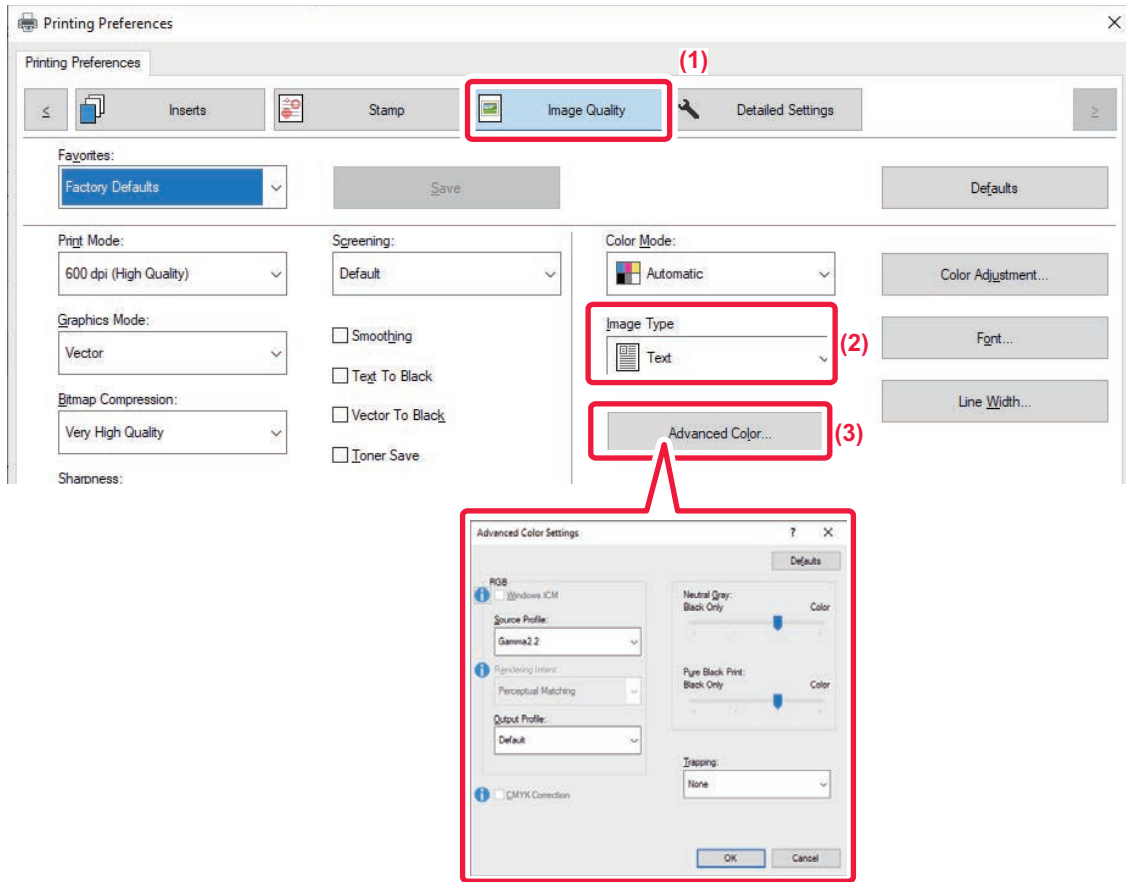 Printing Preferences
Printing Preferences
(1)
<
Inserts
Stamp
Image Quality
Detailed Settings
>
Favorites:
Factory Defaults
Save
Defaults
Print Mode:
600 dpi (High Quality)
Screening:
Default
Color Mode:
Automatic
Color Adjustment...
Graphics Mode:
Vector
Smoothing
Text To Black
Image Type
Text
(2)
Font...
Bitmap Compression:
Very High Quality
Vector To Black
Toner Save
Advanced Color...
(3)
Line Width...
Sharpness:
Advanced Color Settings
?
Defaults
RGB
Windows ICM
Source Profile:
Gamma2.2
Rendering Intent:
Perceptual Matching
Output Profile:
Default
CMYK Correction
Neutral Gray:
Black Only Color
Pure Black Print:
Black Only Color
Trapping:
None
OK
Cancel